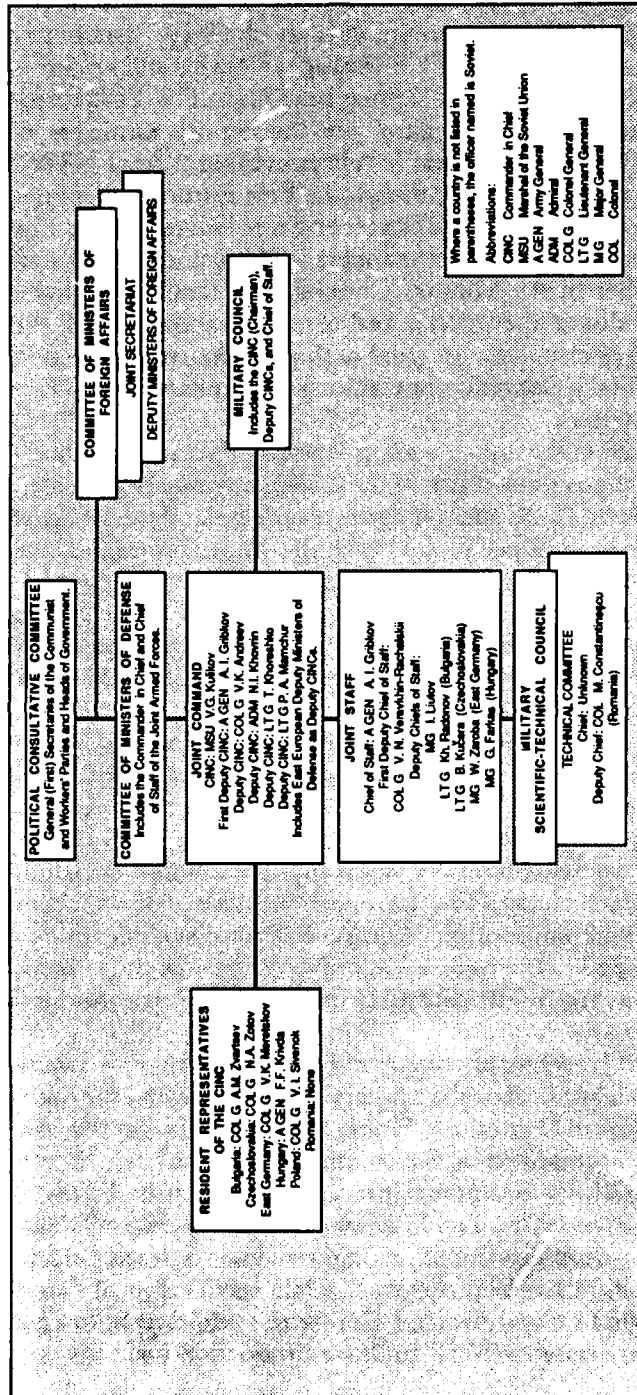 POLITICAL CONSULTATIVE COMMITTEE
General (First) Secretaries of the Communist
and Workers' Parties and Heads of Government.
COMMITTEE OF MINISTERS OF
FOREIGN AFFAIRS
JOINT SECRETARIAT
DEPUTY MINISTERS OF FOREIGN AFFAIRS
COMMITTEE OF MINISTERS OF DEFENSE
Includes the Commander in Chief and Chief
of Staff of the Joint Armed Forces.
RESIDENT REPRESENTATIVES
OF THE CINC
Bulgaria: COL G A.M. Zvartsev
Czechoslovakia: COL G N.A. Zotov
East Germany: COL G V.K. Meretskov
Hungary: A GEN F.F. Krivda
Poland: COL G V. I. Sivenok
Romania: None
JOINT COMMAND
CINC: MSU V.G. Kulikov
First Deputy CINC: A GEN A. I. Gribkov
Deputy CINC: COL G V.K. Andreev
Deputy CINC: ADM N.I. Khovrin
Deputy CINC: LT G T. Khoreshko
Deputy CINC: LT G P. A. Mamchur
Includes East European Deputy Ministers of
Defense as Deputy CINCs.
MILITARY COUNCIL
Includes the CINC (Chairman),
Deputy CINCs, and Chief of Staff.
JOINT STAFF
Chief of Staff: A GEN A. I. Gribkov
First Deputy Chief of Staff:
COL G V. N. Verevkin-Rachalskii
Deputy Chiefs of Staff:
MG I. Liutov
LT G Kh. Radonov (Bulgaria)
LT G B. Kucera (Czechoslovakia)
MG W. Zeroba (East Germany)
MG G. Farkas (Hungary)
MILITARY
SCIENTIFIC-TECHNICAL COUNCIL
TECHNICAL COMMITTEE
Chief: Unknown
Deputy Chief: COL M. Constantinescu
(Romania)
Where a country is not listed in
parentheses, the officer named is Soviet.
Abbreviations:
CINC Commander in Chief
MSU Marshal of the Soviet Union
A GEN Army General
ADM Admiral
COL G Colonel General
LT G Lieutenant General
MG Major General
COL Colonel